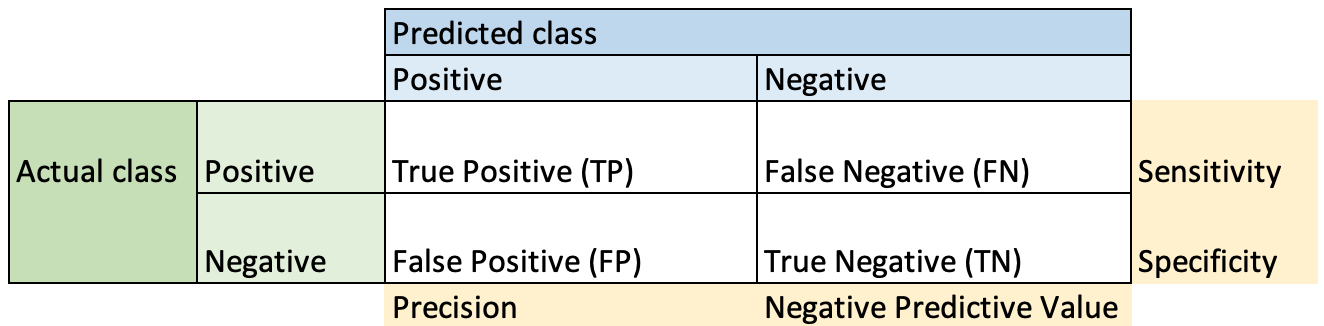 Predicted class
Positive Negative
Actual class Positive True Positive (TP) False Negative (FN) Sensitivity
Negative False Positive (FP) True Negative (TN) Specificity
Precision Negative Predictive Value